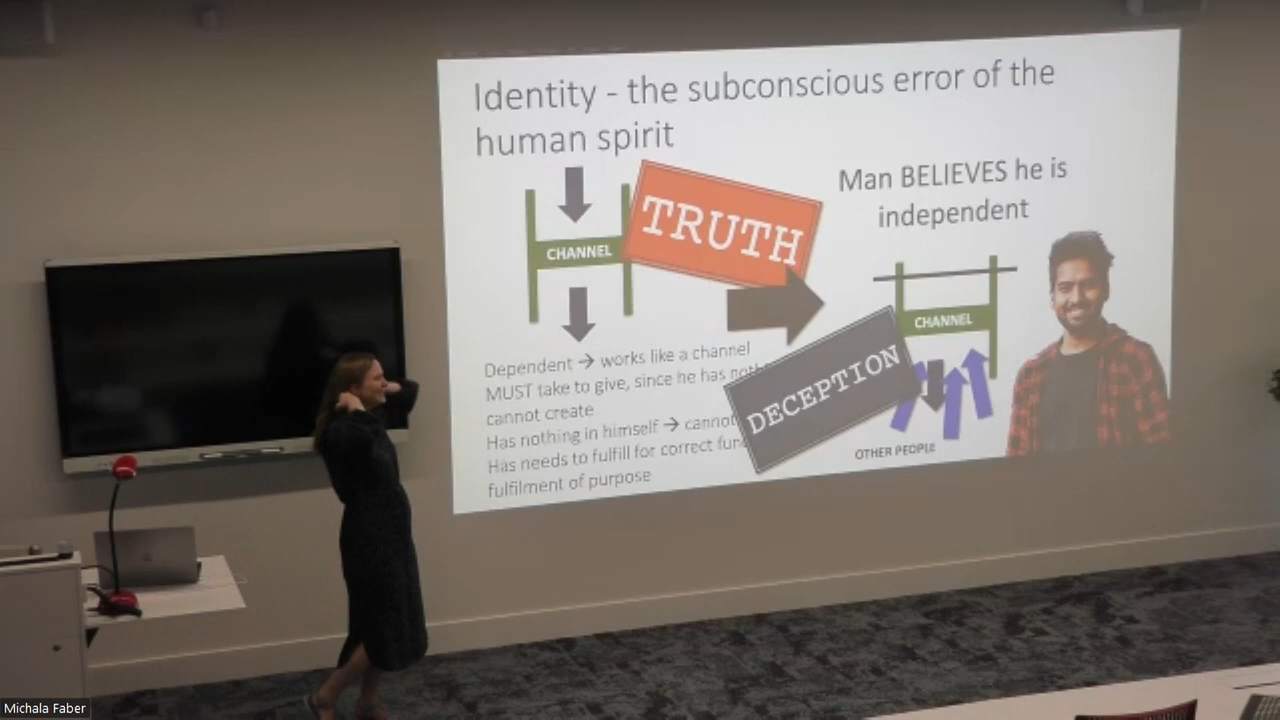 Identity - the subconscious error of the
human spirit
TRUTH
CHANNEL
Man BELIEVES he is
independent
CHANNEL
DECEPTION
OTHER PEOPLE
Dependent → works like a channel
MUST take to give, since he has
cannot create
Has nothing in himself → cannot
Has needs to fulfill for correct
fulfilment of purpose
Michala Faber